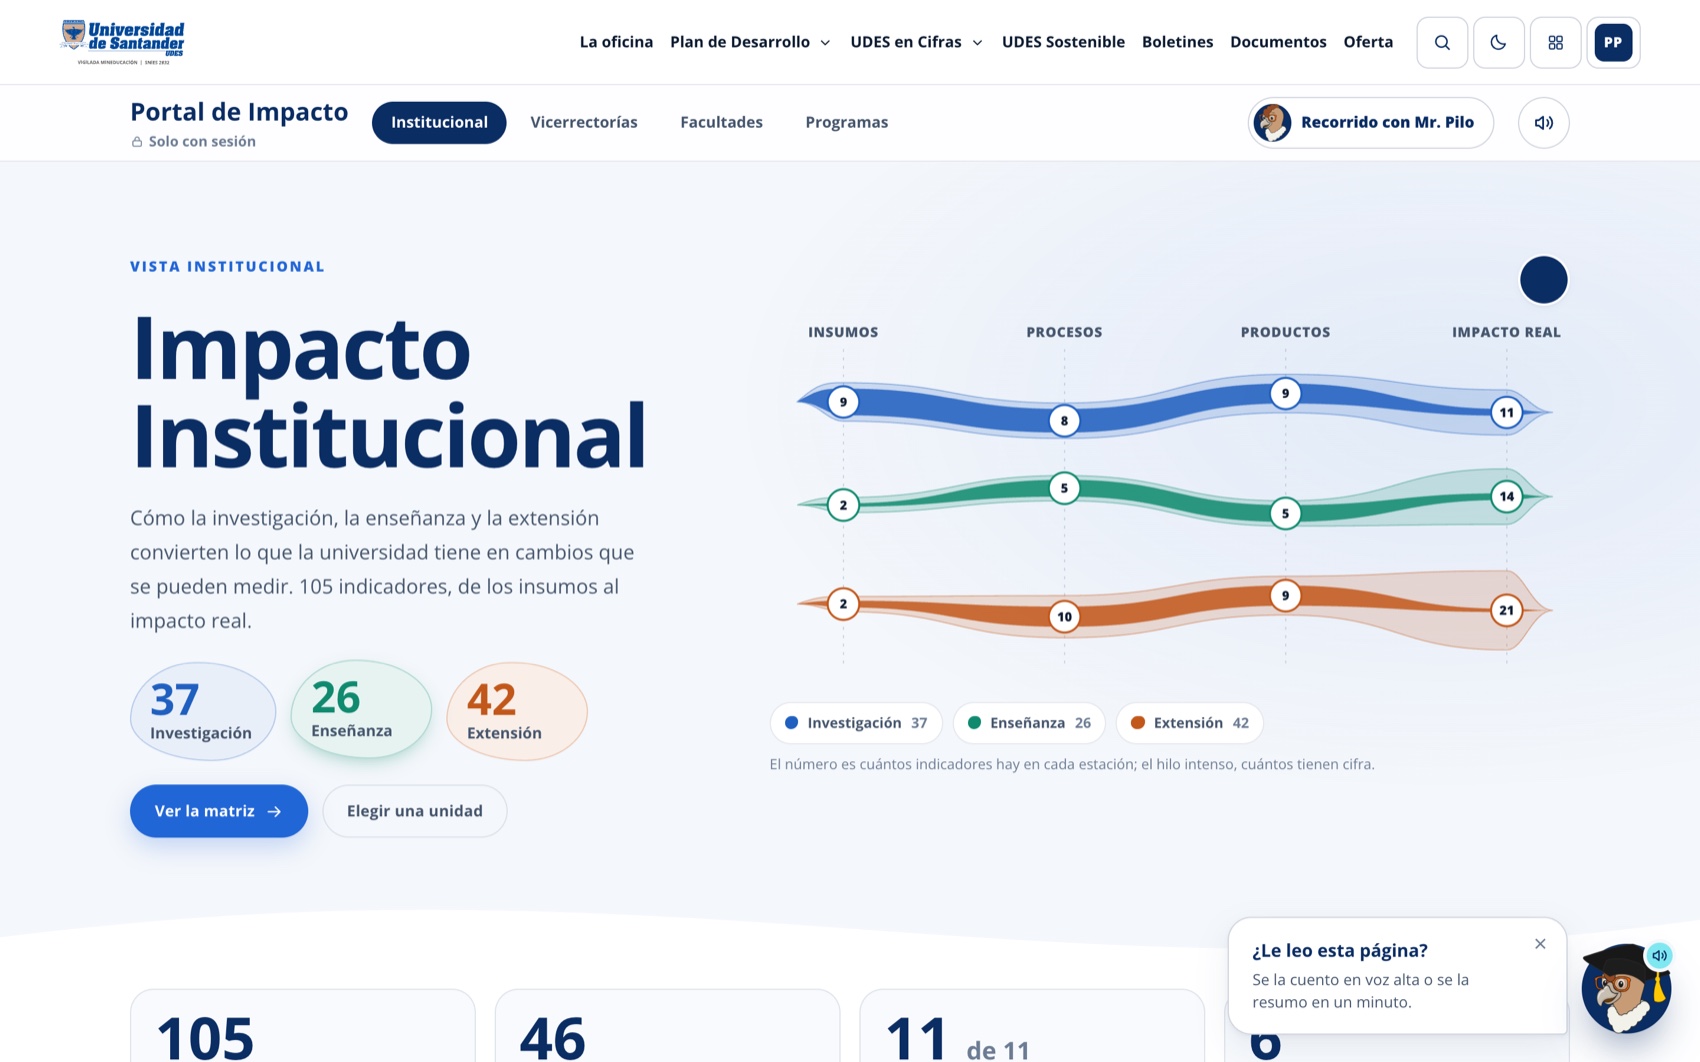 Universidad
de Santander
UDES
VIGILADA MINEDUCACIÓN | SNIES 2832
La oficina
Plan de Desarrollo
UDES en Cifras
UDES Sostenible
Boletines
Documentos
Oferta
PP
Portal de Impacto
Solo con sesión
Institucional
Vicerrectorías
Facultades
Programas
Recorrido con Mr. Pilo
VISTA INSTITUCIONAL
Impacto
Institucional
Cómo la investigación, la enseñanza y la extensión
convierten lo que la universidad tiene en cambios que
se pueden medir. 105 indicadores, de los insumos al
impacto real.
37
Investigación
26
Enseñanza
42
Extensión
Ver la matriz
Elegir una unidad
INSUMOS
PROCESOS
PRODUCTOS
IMPACTO REAL
9
8
9
11
2
5
5
14
2
10
9
21
Investigación 37
Enseñanza 26
Extensión 42
El número es cuántos indicadores hay en cada estación; el hilo intenso, cuántos tienen cifra.
¿Le leo esta página?
Se la cuento en voz alta o se la
resumo en un minuto.
105
46
11 de 11
6